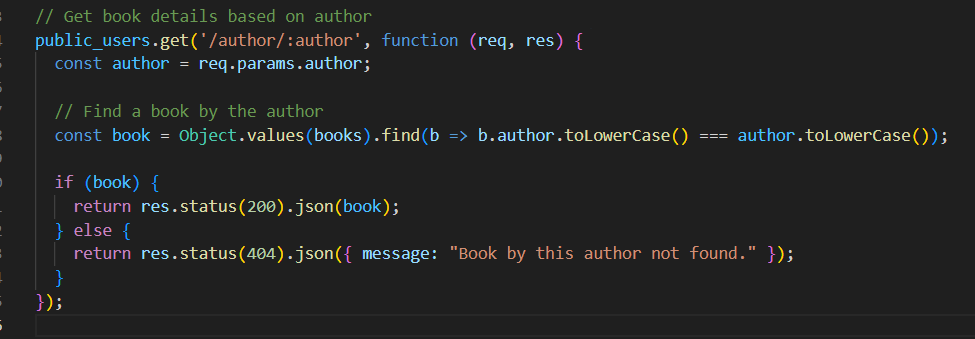 // Get book details based on author
public_users.get('/author/:author', function (req, res) {
  const author = req.params.author;

  // Find a book by the author
  const book = Object.values(books).find(b => b.author.toLowerCase() === author.toLowerCase());

  if (book) {
    return res.status(200).json(book);
  } else {
    return res.status(404).json({ message: "Book by this author not found." });
  }
});